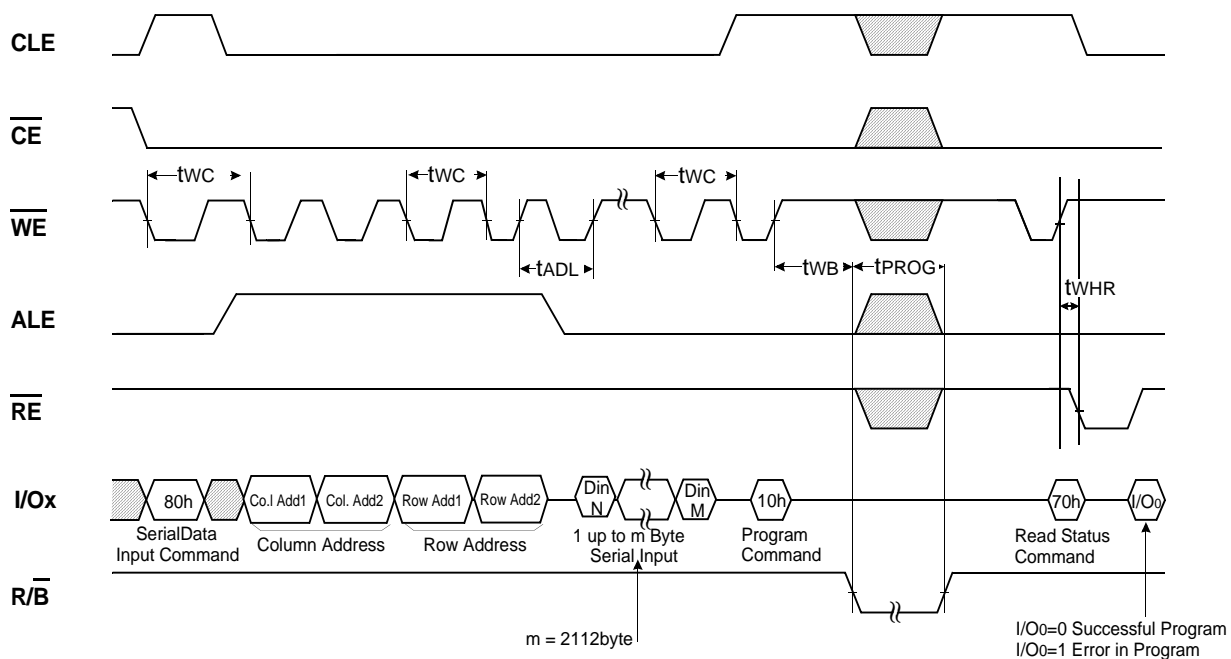 CLE
CE
tWC
tWC
tWC
WE
tADL
tWB
tPROG
tWHR
ALE
RE
I/Ox
80h
Co.l Add1
Col. Add2
Row Add1
Row Add2
Din
N
Din
M
10h
70h
I/O0
SerialData
Input Command
Column Address
Row Address
1 up to m Byte
Serial Input
Program
Command
Read Status
Command
R/B
m = 2112byte
I/O0=0 Successful Program
I/O0=1 Error in Program